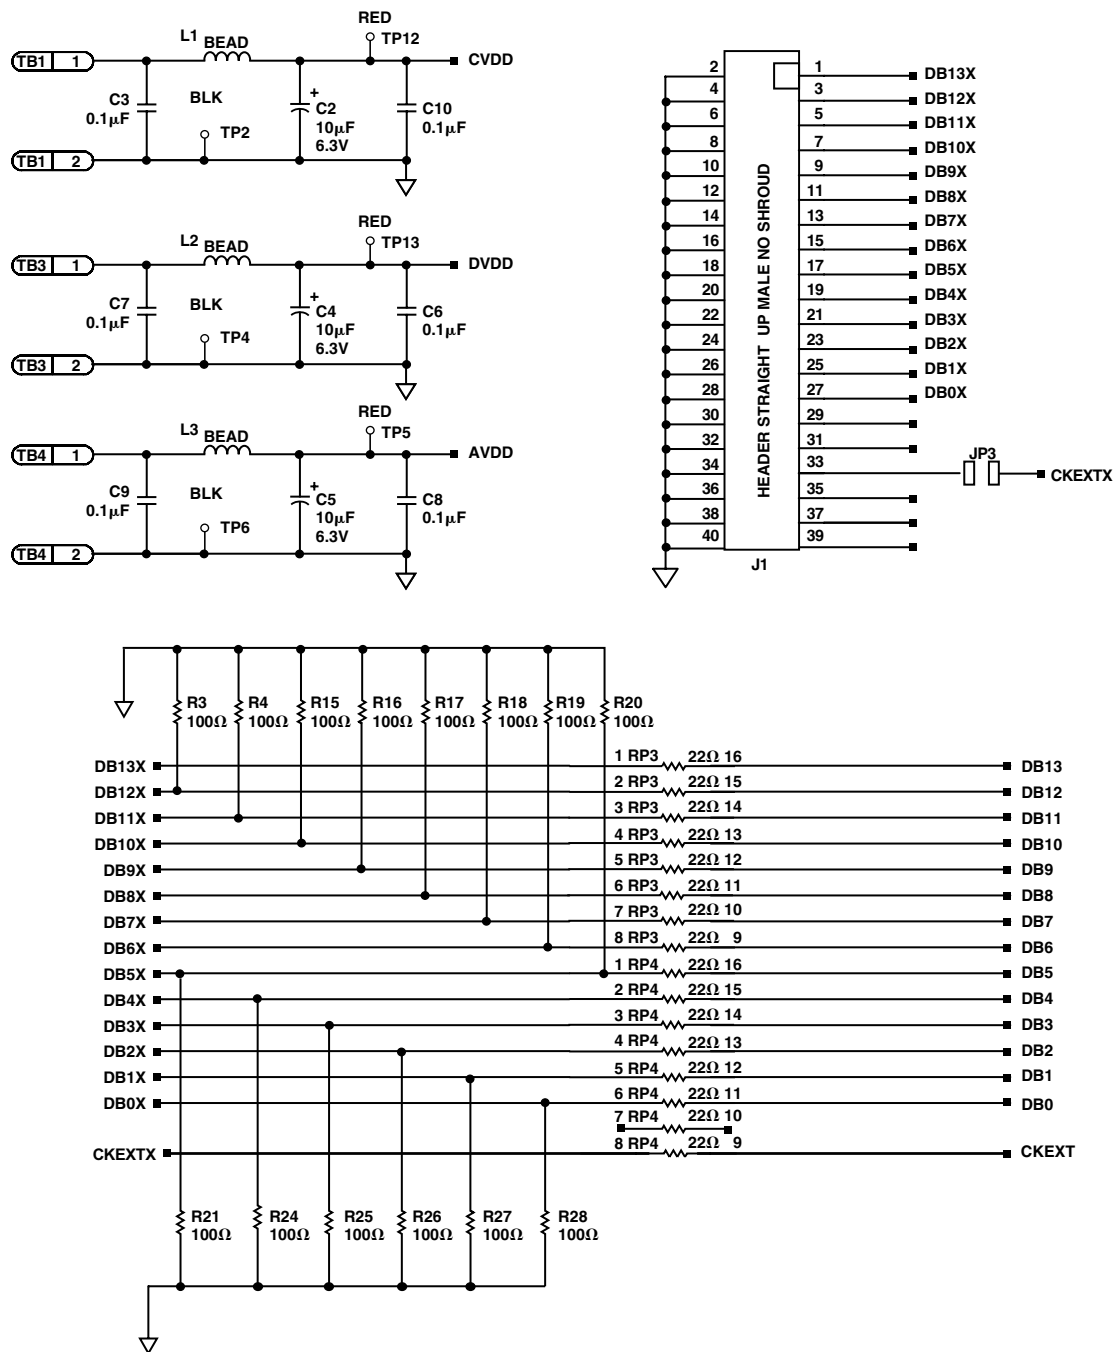 RED
L1 BEAD TP12
TB1 1 CVDD
C3 0.1µF
BLK
TP2
+ C2 10µF 6.3V
C10 0.1µF
TB1 2
RED
L2 BEAD TP13
TB3 1 DVDD
C7 0.1µF
BLK
TP4
+ C4 10µF 6.3V
C6 0.1µF
TB3 2
RED
L3 BEAD TP5
TB4 1 AVDD
C9 0.1µF
BLK
TP6
+ C5 10µF 6.3V
C8 0.1µF
TB4 2
2 1 DB13X
4 3 DB12X
6 5 DB11X
8 7 DB10X
10 9 DB9X
12 11 DB8X
14 13 DB7X
16 15 DB6X
18 17 DB5X
20 19 DB4X
22 21 DB3X
24 23 DB2X
26 25 DB1X
28 27 DB0X
30 29
32 31
34 33 JP3 CKEXTX
36 35
38 37
40 39
HEADER STRAIGHT UP MALE NO SHROUD
J1
R3 R4 R15 R16 R17 R18 R19 R20
100Ω 100Ω 100Ω 100Ω 100Ω 100Ω 100Ω 100Ω
DB13X 1 RP3 22Ω 16 DB13
DB12X 2 RP3 22Ω 15 DB12
DB11X 3 RP3 22Ω 14 DB11
DB10X 4 RP3 22Ω 13 DB10
DB9X 5 RP3 22Ω 12 DB9
DB8X 6 RP3 22Ω 11 DB8
DB7X 7 RP3 22Ω 10 DB7
DB6X 8 RP3 22Ω 9 DB6
DB5X 1 RP4 22Ω 16 DB5
DB4X 2 RP4 22Ω 15 DB4
DB3X 3 RP4 22Ω 14 DB3
DB2X 4 RP4 22Ω 13 DB2
DB1X 5 RP4 22Ω 12 DB1
DB0X 6 RP4 22Ω 11 DB0
7 RP4 22Ω 10
CKEXTX 8 RP4 22Ω 9 CKEXT
R21 R24 R25 R26 R27 R28
100Ω 100Ω 100Ω 100Ω 100Ω 100Ω